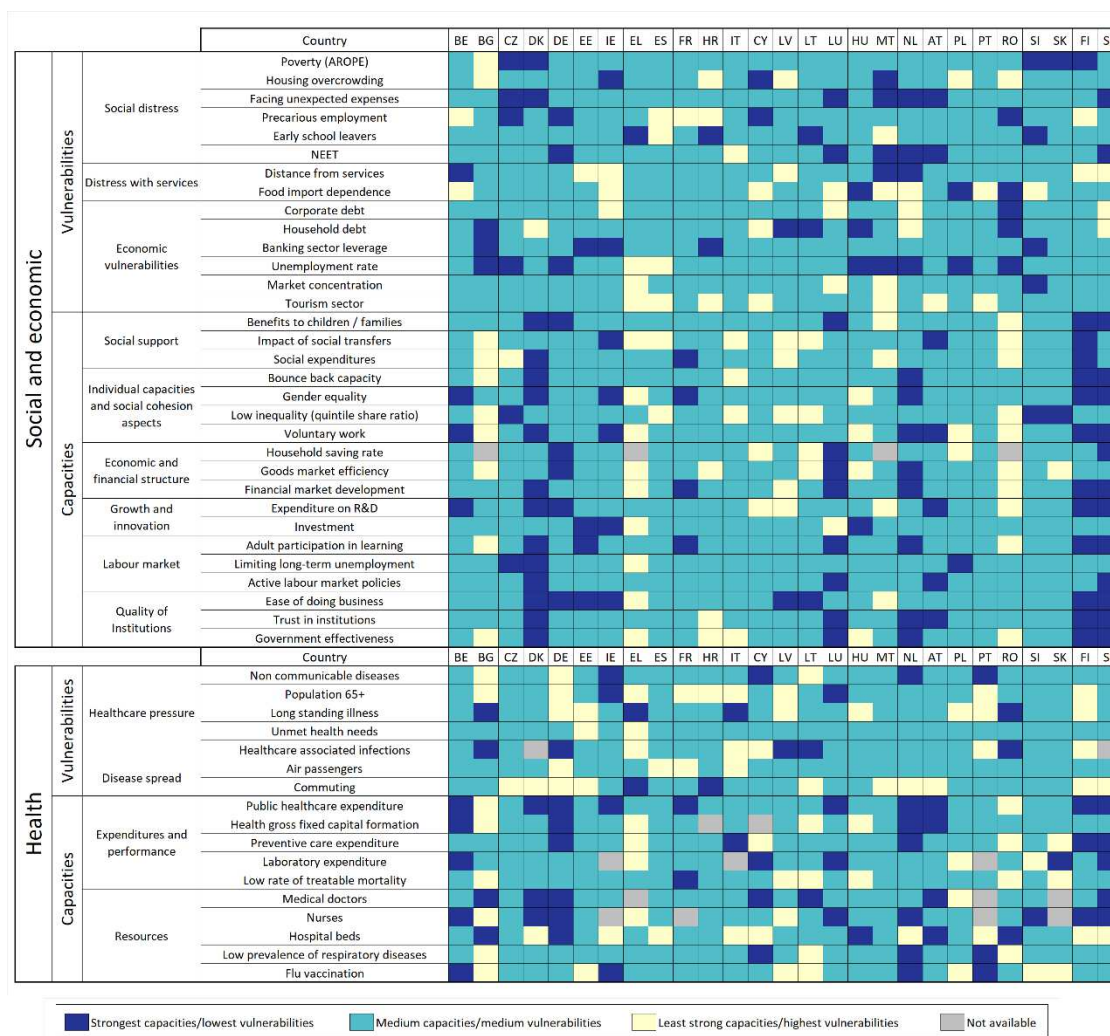 Country BE BG CZ DK DE EE IE EL ES FR HR IT CY LV LT LU HU MT NL AT PL PT RO SI SK FI S
Social and economic
Vulnerabilities
Social distress
Poverty (AROPE)
Housing overcrowding
Facing unexpected expenses
Precarious employment
Early school leavers
NEET
Distress with services
Distance from services
Food import dependence
Economic vulnerabilities
Corporate debt
Household debt
Banking sector leverage
Unemployment rate
Market concentration
Tourism sector
Capacities
Social support
Benefits to children / families
Impact of social transfers
Social expenditures
Individual capacities
and social cohesion
aspects
Bounce back capacity
Gender equality
Low inequality (quintile share ratio)
Voluntary work
Economic and
financial structure
Household saving rate
Goods market efficiency
Financial market development
Growth and
innovation
Expenditure on R&D
Investment
Labour market
Adult participation in learning
Limiting long-term unemployment
Active labour market policies
Quality of
Institutions
Ease of doing business
Trust in institutions
Government effectiveness
Country BE BG CZ DK DE EE IE EL ES FR HR IT CY LV LT LU HU MT NL AT PL PT RO SI SK FI S
Health
Vulnerabilities
Healthcare pressure
Non communicable diseases
Population 65+
Long standing illness
Unmet health needs
Disease spread
Healthcare associated infections
Air passengers
Commuting
Capacities
Expenditures and
performance
Public healthcare expenditure
Health gross fixed capital formation
Preventive care expenditure
Laboratory expenditure
Low rate of treatable mortality
Resources
Medical doctors
Nurses
Hospital beds
Low prevalence of respiratory diseases
Flu vaccination
Strongest capacities/lowest vulnerabilities Medium capacities/medium vulnerabilities Least strong capacities/highest vulnerabilities Not available